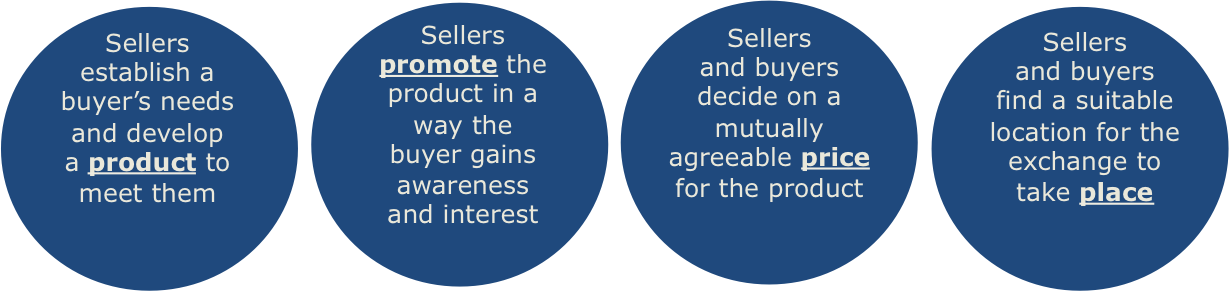 Sellers
establish a
buyer’s needs
and develop
a product to
meet them
Sellers
promote the
product in a
way the
buyer gains
awareness
and interest
Sellers
and buyers
decide on a
mutually
agreeable price
for the product
Sellers
and buyers
find a suitable
location for the
exchange to
take place